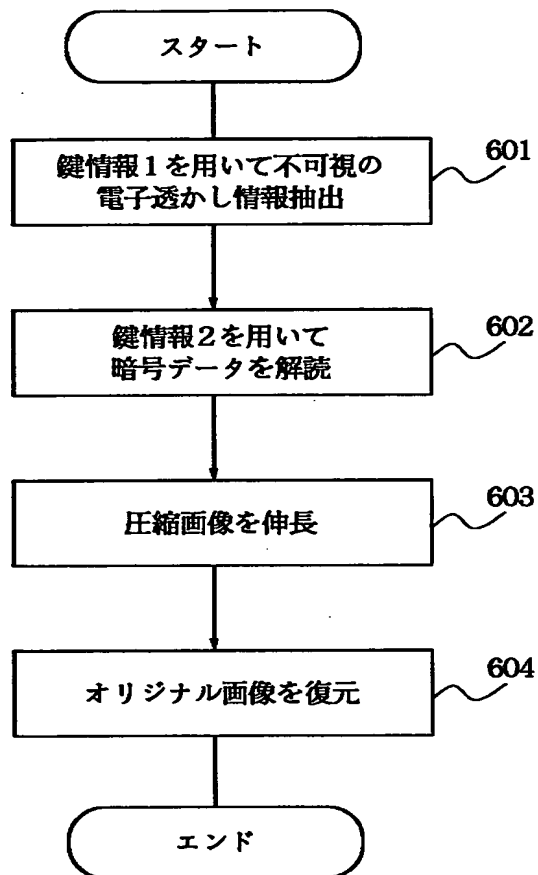 スタート
鍵情報1を用いて不可視の
電子透かし情報抽出
601
鍵情報2を用いて
暗号データを解読
602
圧縮画像を伸長
603
オリジナル画像を復元
604
エンド